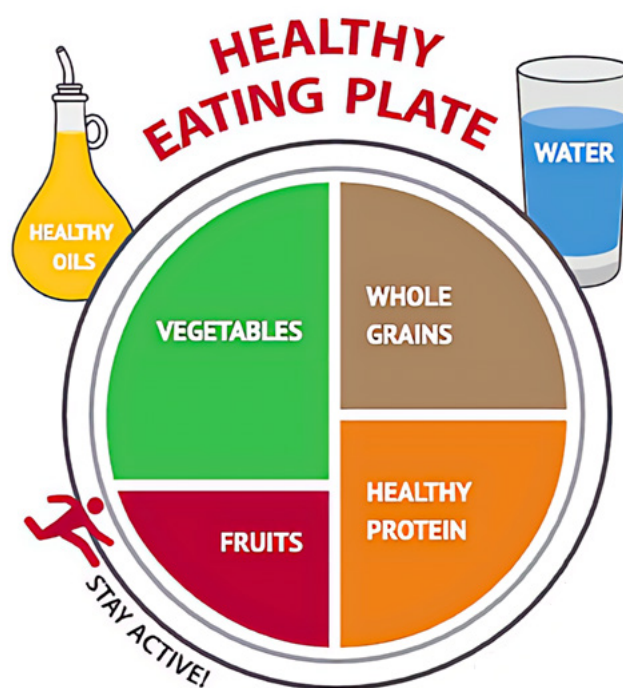 HEALTHY
EATING PLATE
HEALTHY
OILS
WATER
VEGETABLES
WHOLE
GRAINS
FRUITS
HEALTHY
PROTEIN
STAY ACTIVE!